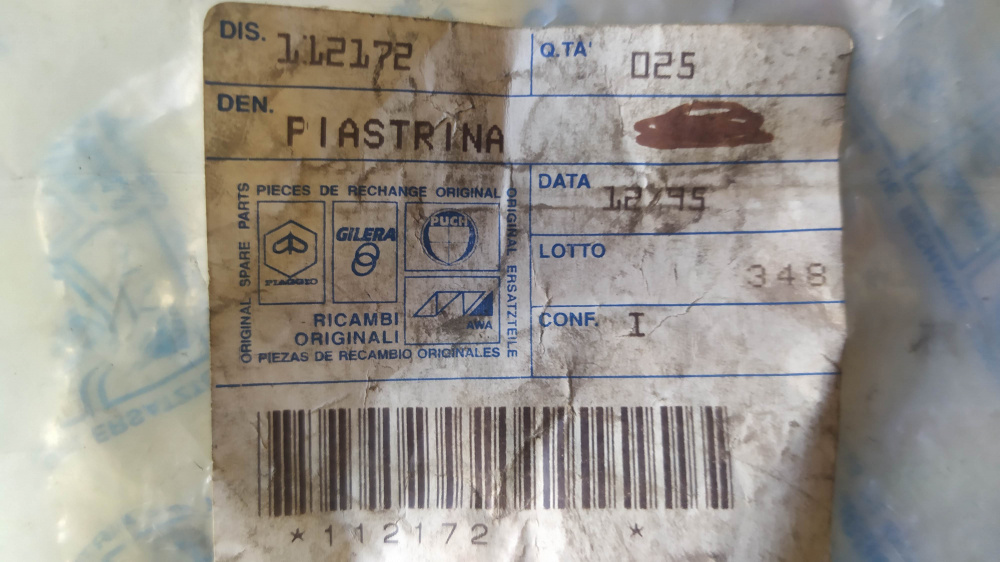 DIS. 112172
Q.TA' 025
DEN. PIASTRINA
DATA 12/95
LOTTO 348
CONF. I
PIECES DE RECHANGE ORIGINAL
ORIGINAL SPARE PARTS
ORIGINAL ERSATZTEILE
PIAGGIO
GILERA
PUCH
AWA
RICAMBI
ORIGINALI
PIEZAS DE RECAMBIO ORIGINALES
*112172 *